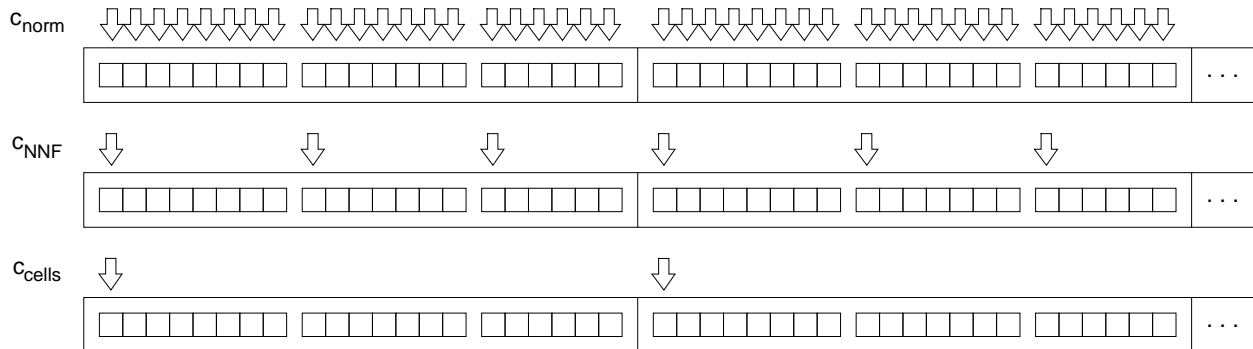 c_norm
. . .
c_NNF
. . .
c_cells
. . .